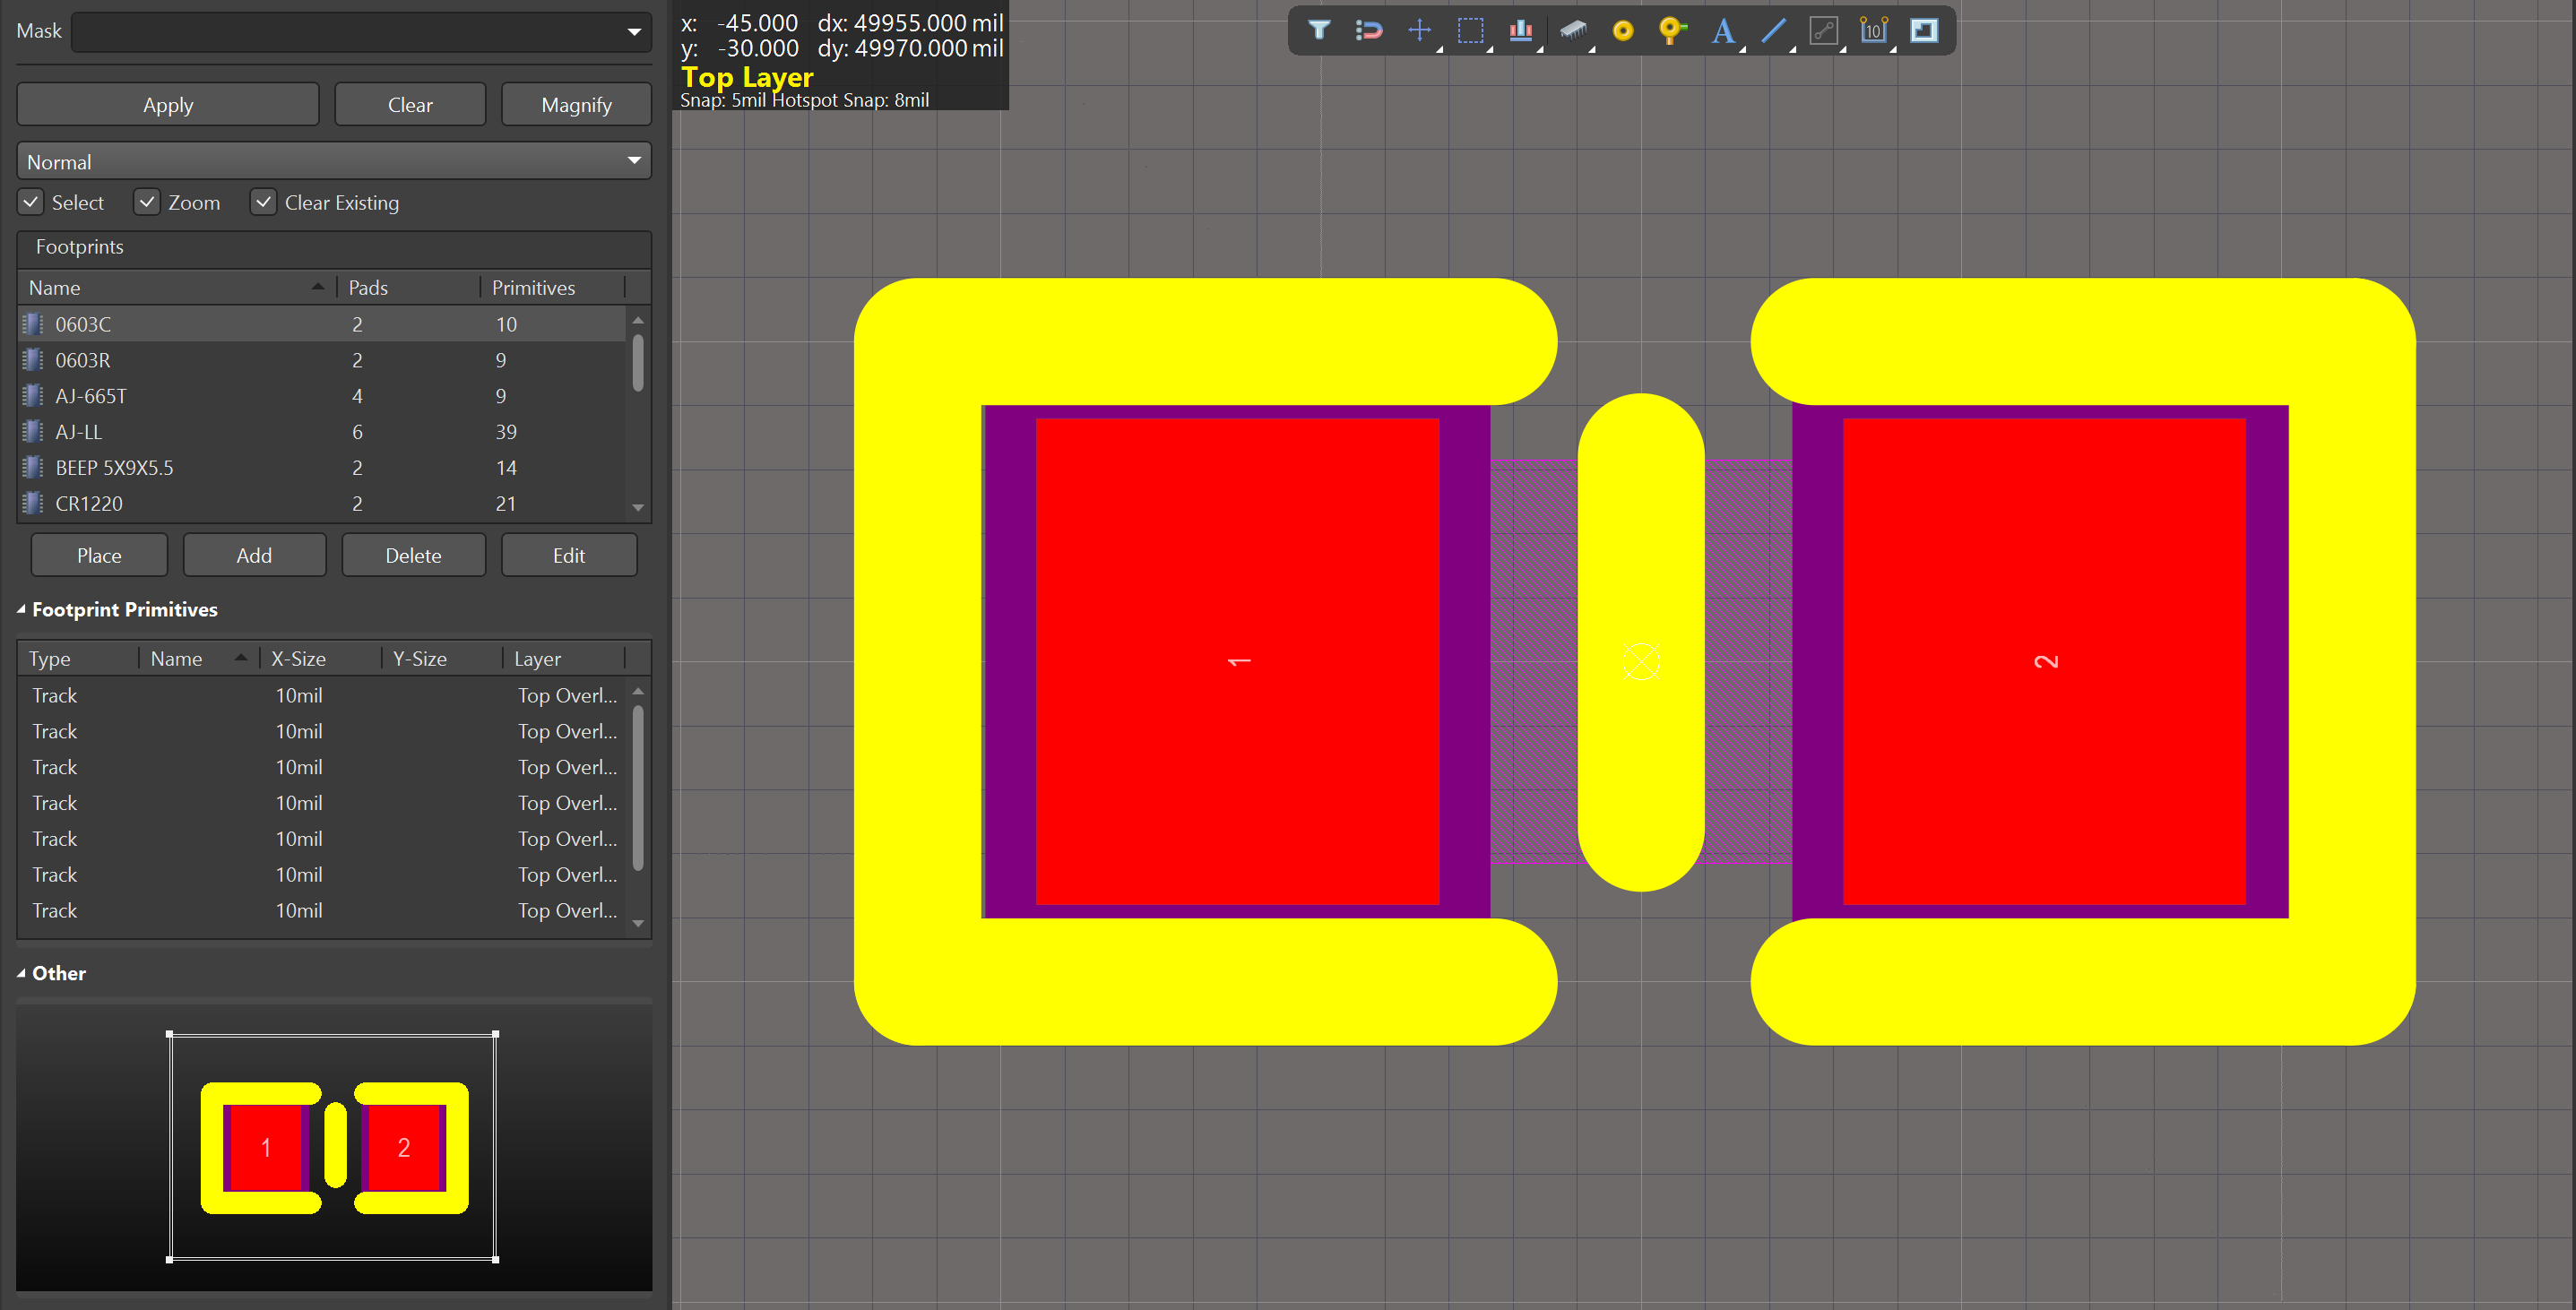 Mask
Apply Clear Magnify
Normal
Select Zoom Clear Existing
Footprints
Name Pads Primitives
0603C 2 10
0603R 2 9
AJ-665T 4 9
AJ-LL 6 39
BEEP 5X9X5.5 2 14
CR1220 2 21
Place Add Delete Edit
Footprint Primitives
Type Name X-Size Y-Size Layer
Track 10mil Top Overl...
Track 10mil Top Overl...
Track 10mil Top Overl...
Track 10mil Top Overl...
Track 10mil Top Overl...
Track 10mil Top Overl...
Track 10mil Top Overl...
Other
1 2
x: -45.000 dx: 49955.000 mil
y: -30.000 dy: 49970.000 mil
Top Layer
Snap: 5mil Hotspot Snap: 8mil
A 10
1 2